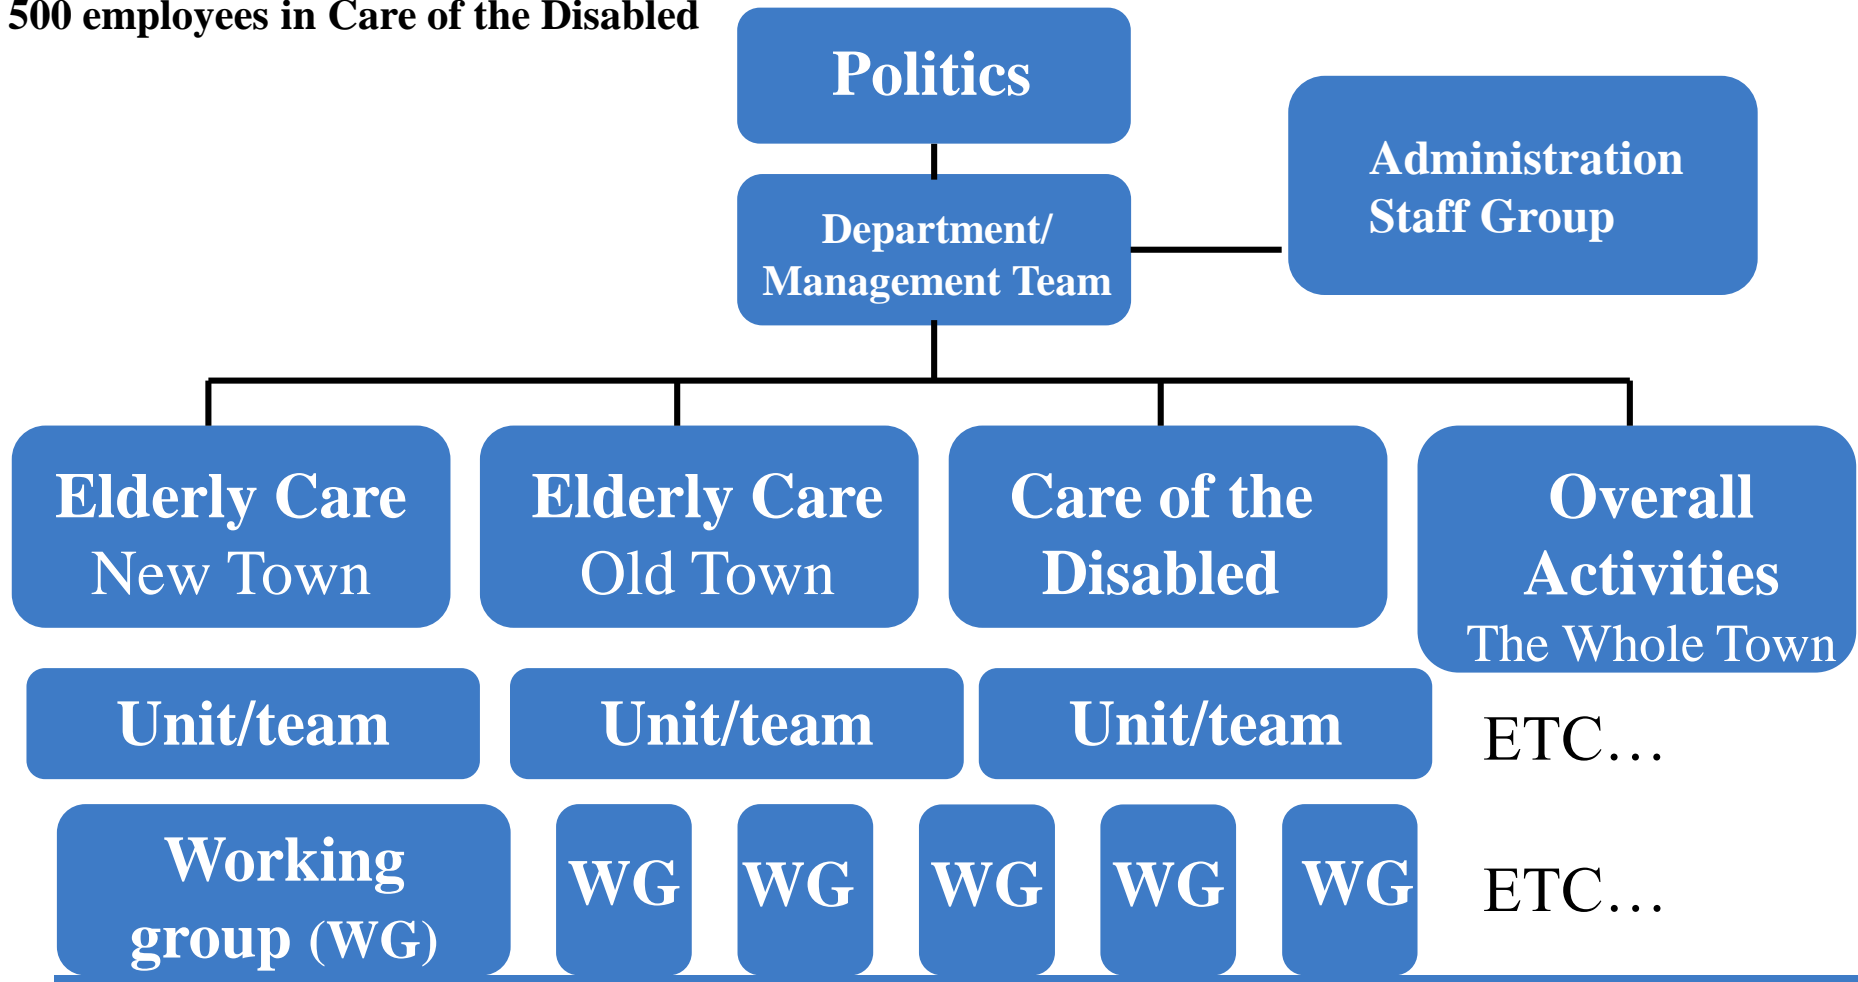 500 employees in Care of the Disabled
Politics
Administration
Staff Group
Department/
Management Team
Elderly Care
New Town
Elderly Care
Old Town
Care of the
Disabled
Overall
Activities
The Whole Town
Unit/team
Unit/team
Unit/team
ETC…
Working
group (WG)
WG
WG
WG
WG
WG
ETC…